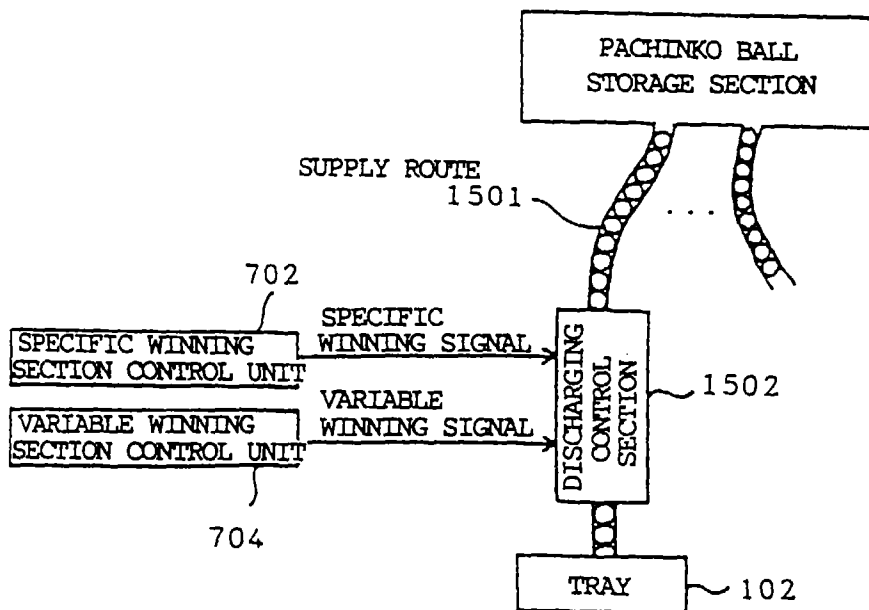 PACHINKO BALL
STORAGE SECTION
SUPPLY ROUTE
1501
...
702
SPECIFIC WINNING
SECTION CONTROL UNIT
SPECIFIC
WINNING SIGNAL
VARIABLE WINNING
SECTION CONTROL UNIT
VARIABLE
WINNING SIGNAL
704
DISCHARGING
CONTROL
SECTION
1502
TRAY
102